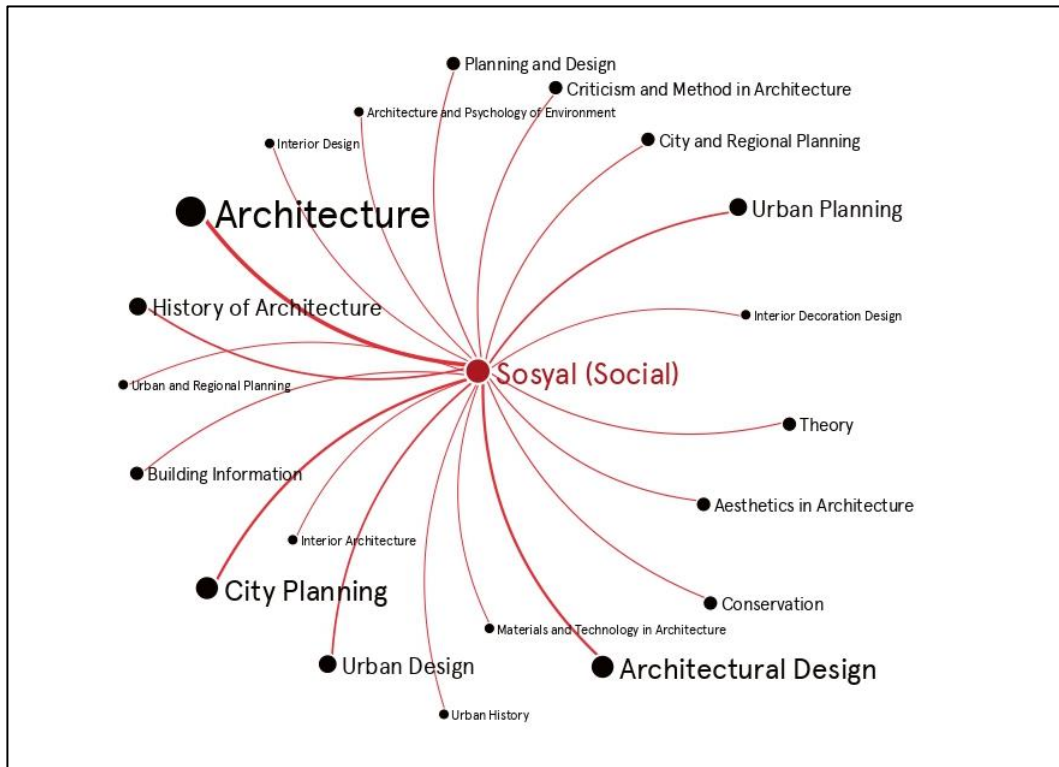 Planning and Design
Criticism and Method in Architecture
Architecture and Psychology of Environment
Interior Design
City and Regional Planning
Architecture
Urban Planning
History of Architecture
Interior Decoration Design
Sosyal (Social)
Urban and Regional Planning
Theory
Building Information
Aesthetics in Architecture
Interior Architecture
City Planning
Conservation
Materials and Technology in Architecture
Urban Design
Architectural Design
Urban History